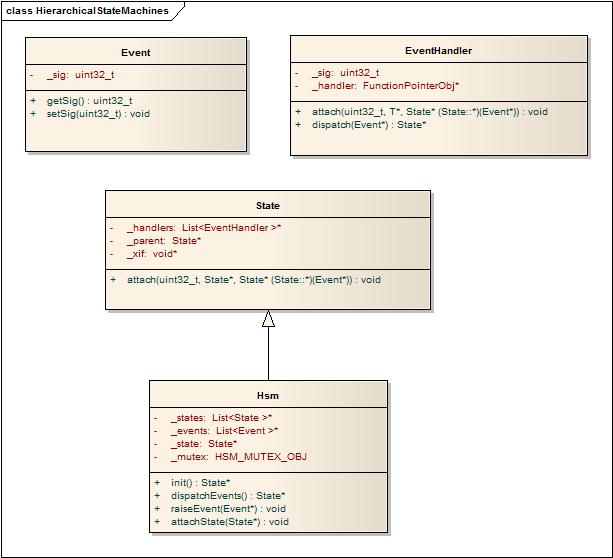 class HierarchicalStateMachines
Event
- _sig: uint32_t
+ getSig() : uint32_t
+ setSig(uint32_t) : void
EventHandler
- _sig: uint32_t
- _handler: FunctionPointerObj*
+ attach(uint32_t, T*, State* (State::*)(Event*)) : void
+ dispatch(Event*) : State*
State
- _handlers: List<EventHandler >*
- _parent: State*
- _xif: void*
+ attach(uint32_t, State*, State* (State::*)(Event*)) : void
Hsm
- _states: List<State >*
- _events: List<Event >*
- _state: State*
- _mutex: HSM_MUTEX_OBJ
+ init() : State*
+ dispatchEvents() : State*
+ raiseEvent(Event*) : void
+ attachState(State*) : void